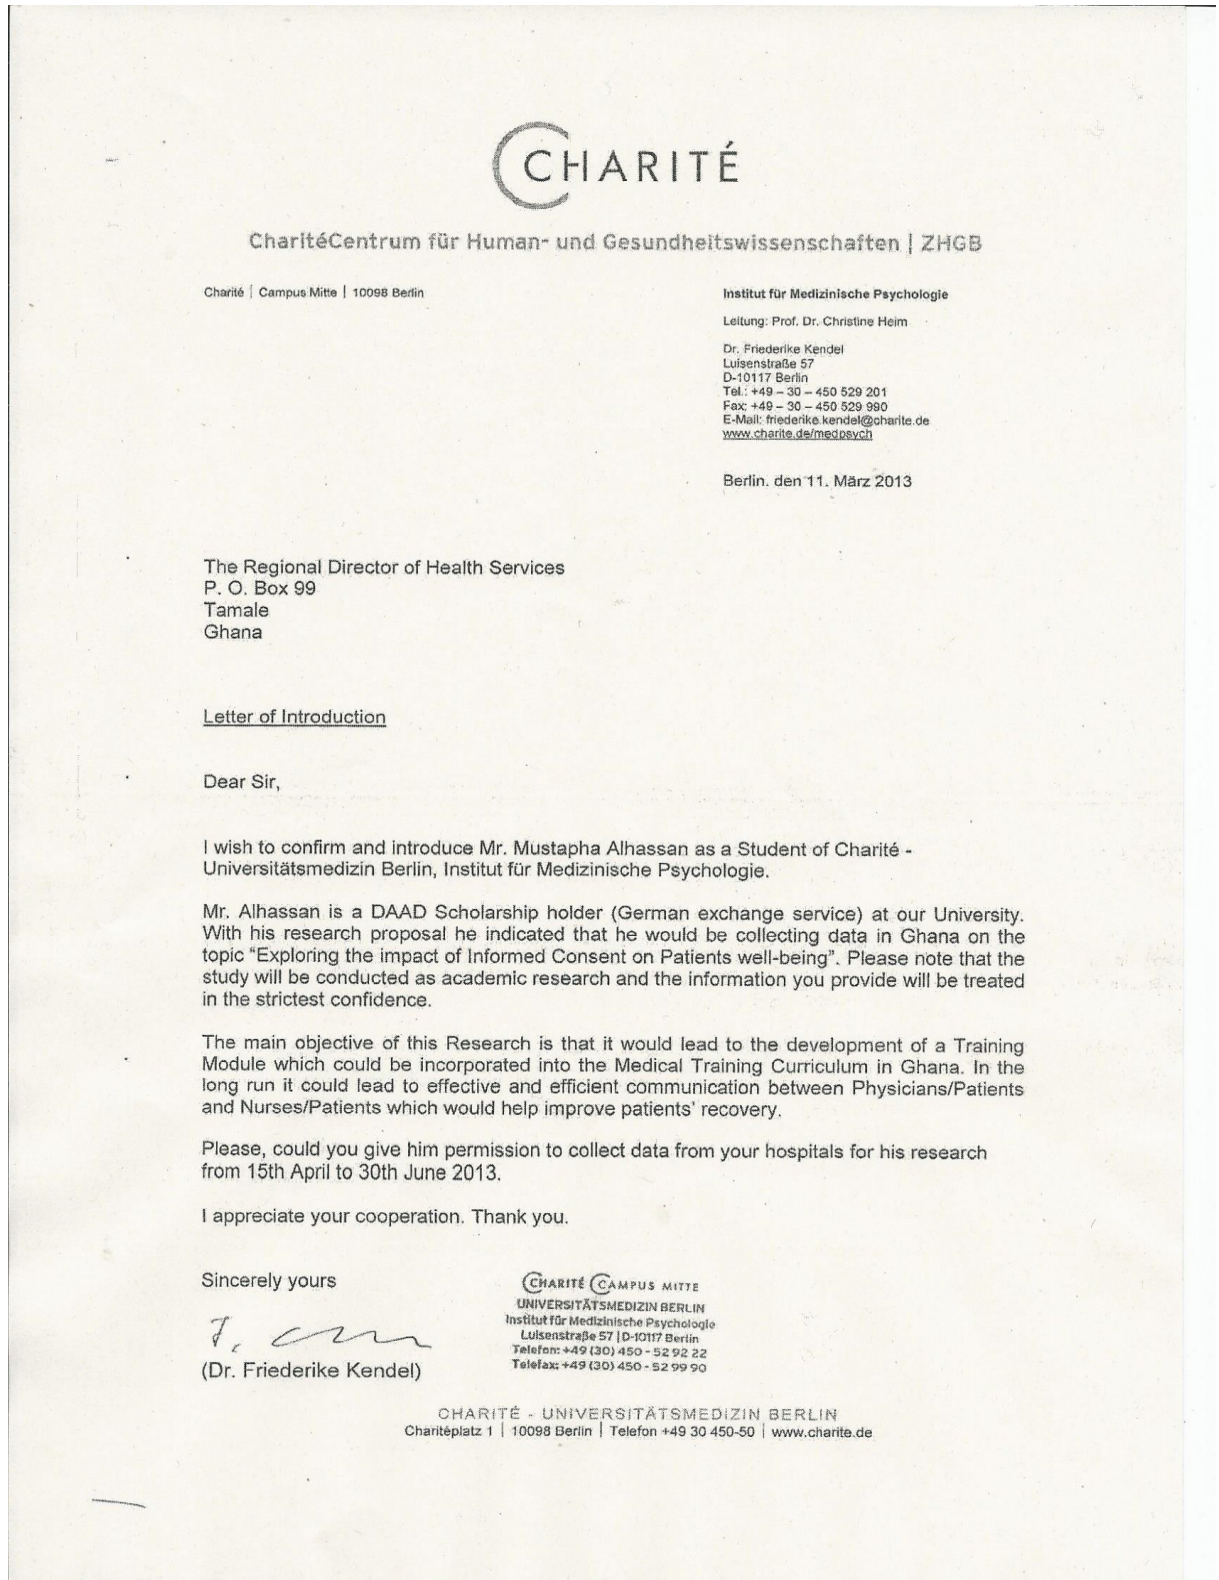 CHARITÉ
CharitéCentrum für Human- und Gesundheitswissenschaften | ZHGB
Charité | Campus Mitte | 10098 Berlin
Institut für Medizinische Psychologie
Leitung: Prof. Dr. Christine Heim
Dr. Friederike Kendel
Luisenstraße 57
D-10117 Berlin
Tel.: +49 – 30 – 450 529 201
Fax: +49 – 30 – 450 529 990
E-Mail: friederike.kendel@charite.de
www.charite.de/medpsych
Berlin. den 11. März 2013
The Regional Director of Health Services
P. O. Box 99
Tamale
Ghana
Letter of Introduction
Dear Sir,
I wish to confirm and introduce Mr. Mustapha Alhassan as a Student of Charité -
Universitätsmedizin Berlin, Institut für Medizinische Psychologie.
Mr. Alhassan is a DAAD Scholarship holder (German exchange service) at our University.
With his research proposal he indicated that he would be collecting data in Ghana on the
topic "Exploring the impact of Informed Consent on Patients well-being". Please note that the
study will be conducted as academic research and the information you provide will be treated
in the strictest confidence.
The main objective of this Research is that it would lead to the development of a Training
Module which could be incorporated into the Medical Training Curriculum in Ghana. In the
long run it could lead to effective and efficient communication between Physicians/Patients
and Nurses/Patients which would help improve patients' recovery.
Please, could you give him permission to collect data from your hospitals for his research
from 15th April to 30th June 2013.
I appreciate your cooperation. Thank you.
Sincerely yours
(Dr. Friederike Kendel)
CHARITÉ CAMPUS MITTE
UNIVERSITÄTSMEDIZIN BERLIN
Institut für Medizinische Psychologie
Luisenstraße 57 | D-10117 Berlin
Telefon: +49 (30) 450 - 52 92 22
Telefax: +49 (30) 450 - 52 99 90
CHARITÉ - UNIVERSITÄTSMEDIZIN BERLIN
Charitéplatz 1 | 10098 Berlin | Telefon +49 30 450-50 | www.charite.de